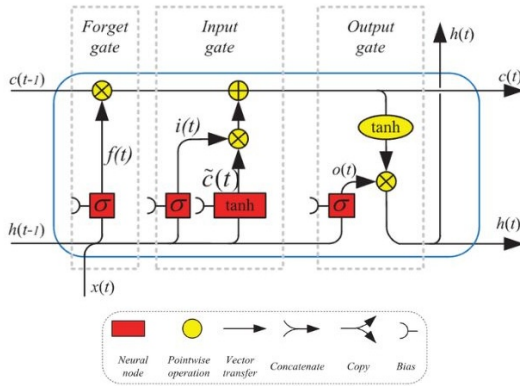 Forget
gate
Input
gate
Output
gate
h(t)
c(t-1)
c(t)
tanh
i(t)
f(t)
o(t)
c̃(t)
σ
σ
tanh
σ
h(t-1)
h(t)
x(t)
Neural
node
Pointwise
operation
Vector
transfer
Concatenate
Copy
Bias